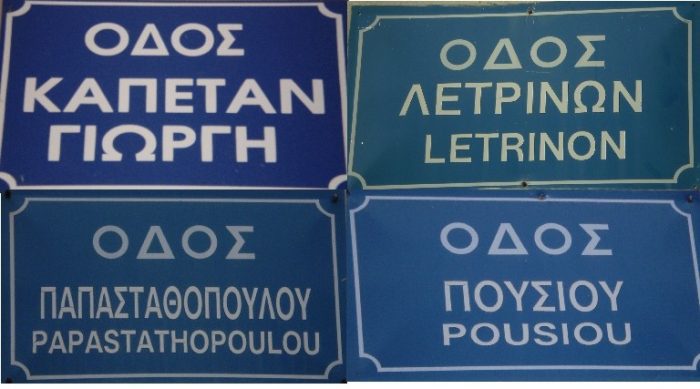 ΟΔΟΣ
ΚΑΠΕΤΑΝ
ΓΙΩΡΓΗ
ΟΔΟΣ
ΛΕΤΡΙΝΩΝ
LETRINON
ΟΔΟΣ
ΠΑΠΑΣΤΑΘΟΠΟΥΛΟΥ
PAPASTATHOPOULOU
ΟΔΟΣ
ΠΟΥΣΙΟΥ
POUSIOU